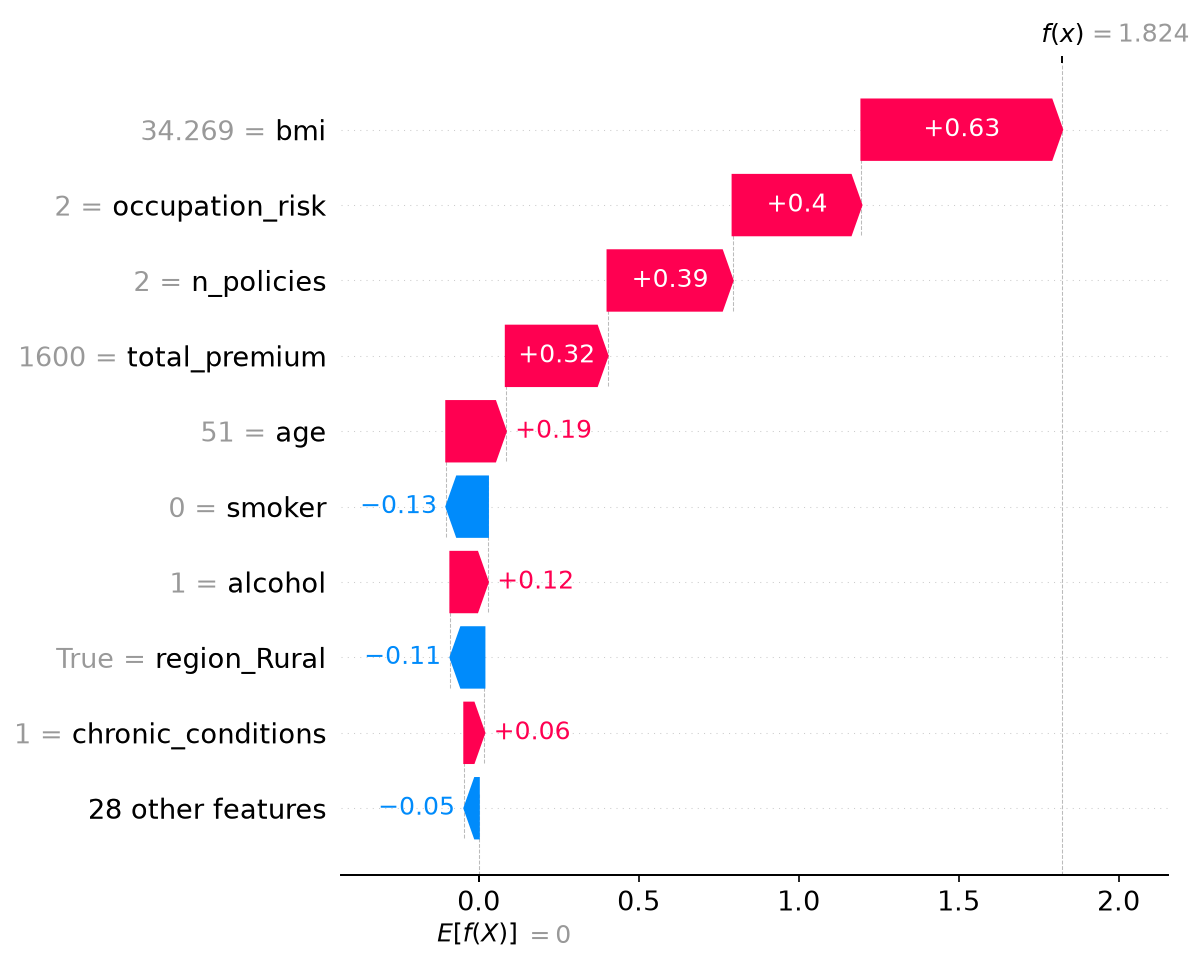 f(x) = 1.824
34.269 = bmi
+0.63
2 = occupation_risk
+0.4
2 = n_policies
+0.39
1600 = total_premium
+0.32
51 = age
+0.19
0 = smoker
−0.13
1 = alcohol
+0.12
True = region_Rural
−0.11
1 = chronic_conditions
+0.06
28 other features
−0.05
0.0 0.5 1.0 1.5 2.0
E[f(X)] = 0